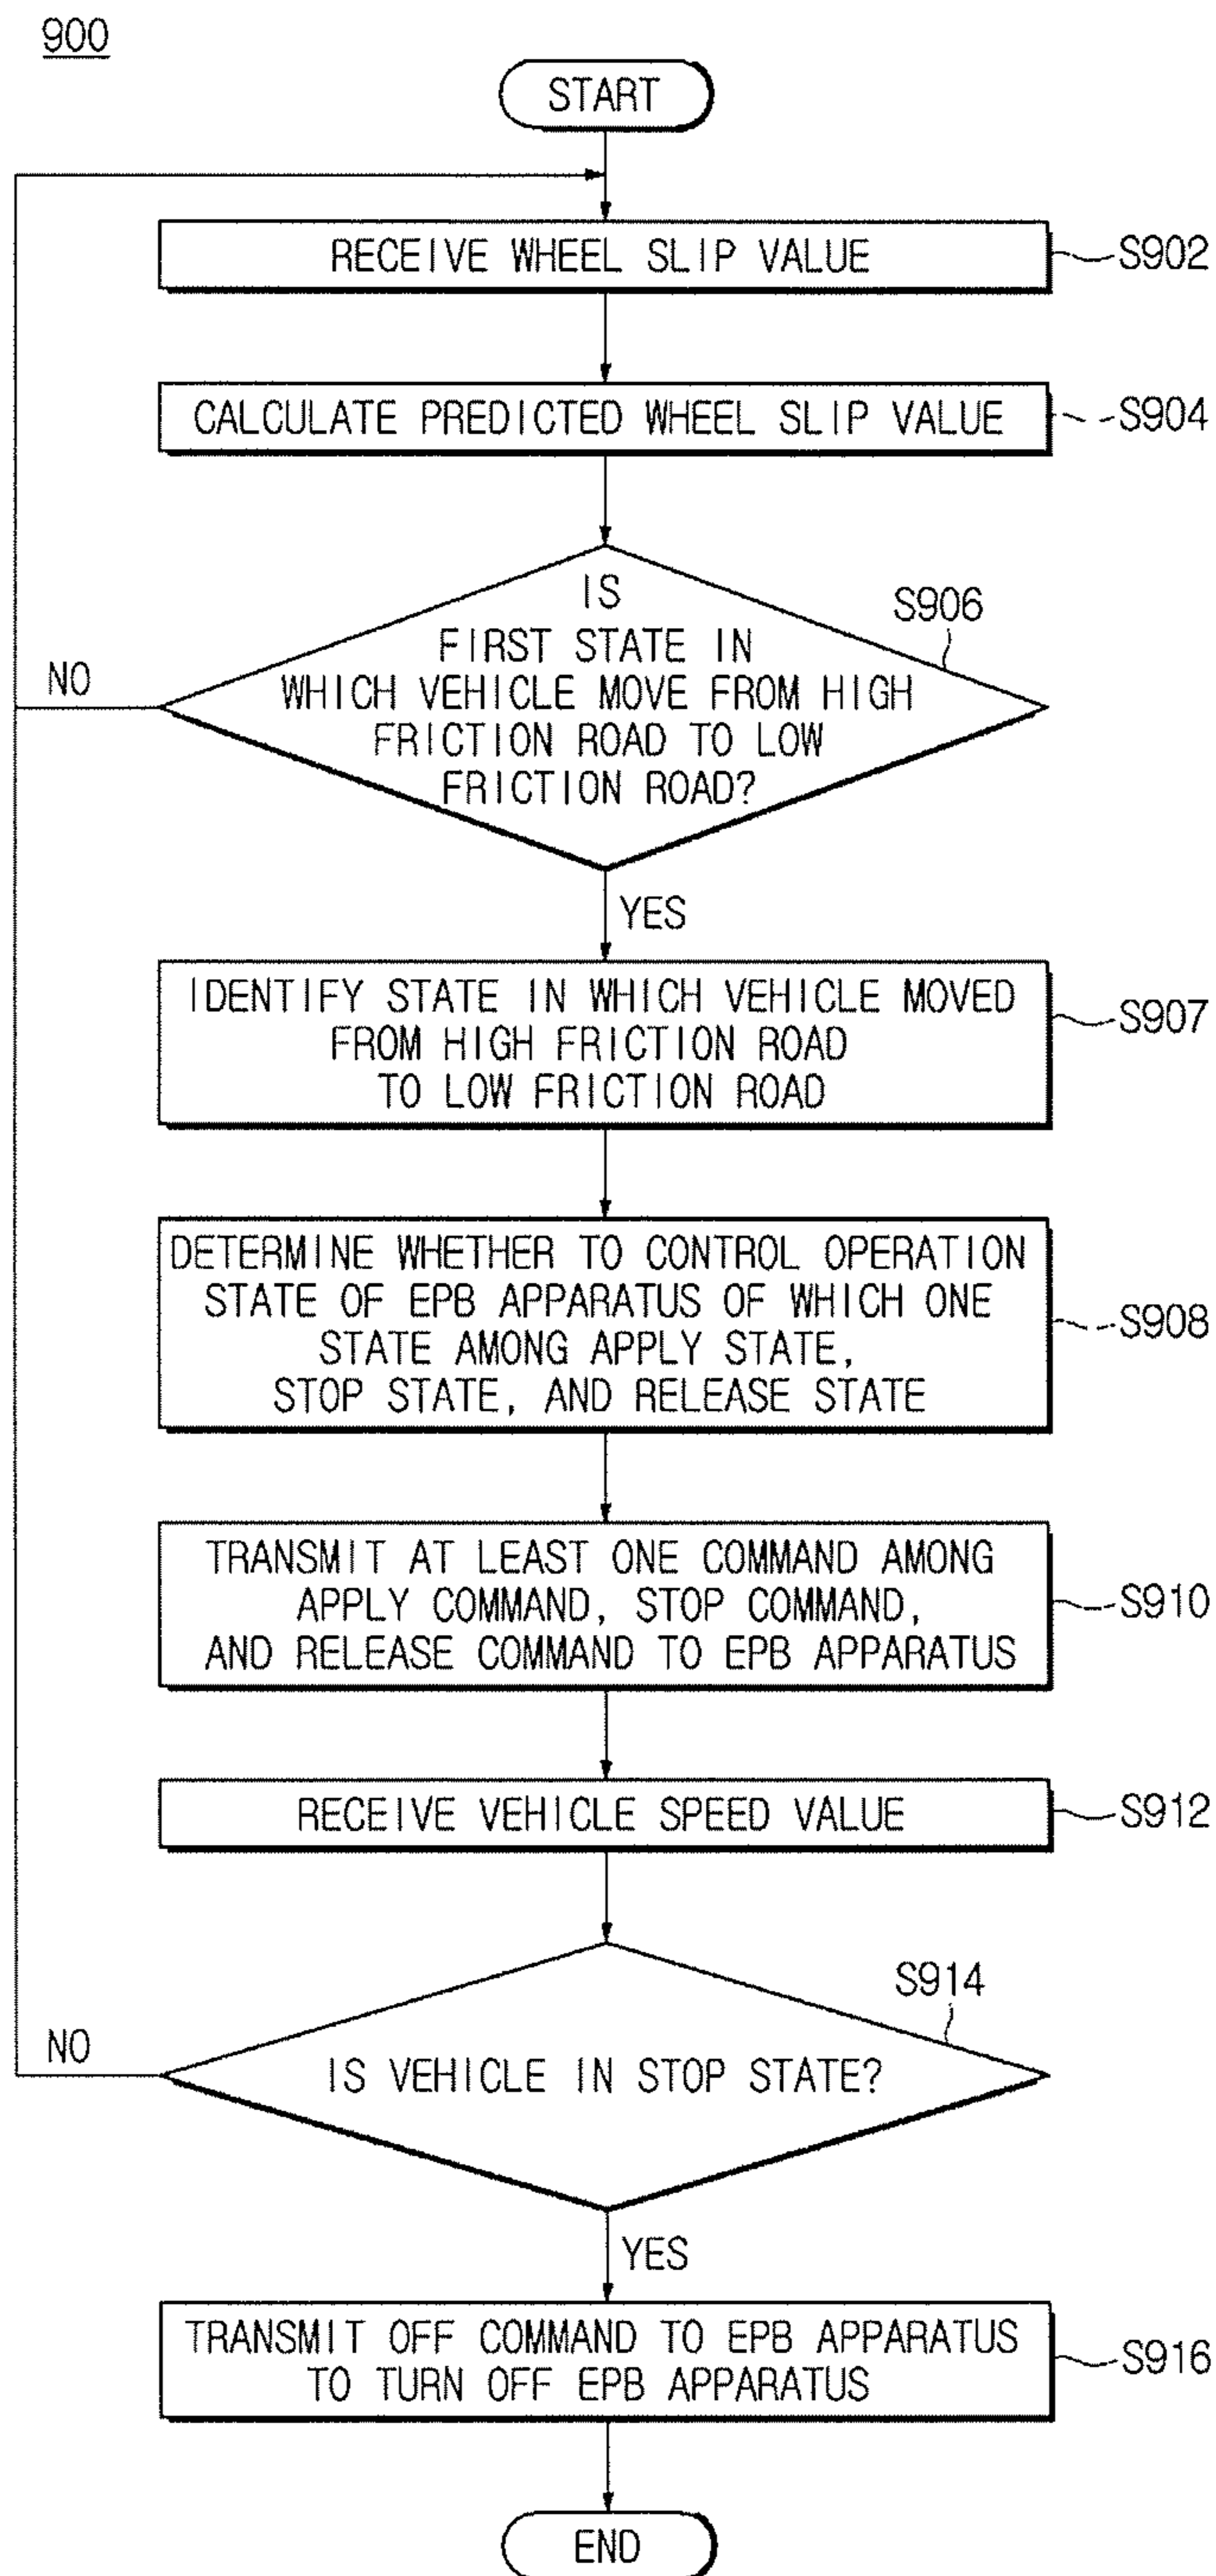 900
START
RECEIVE WHEEL SLIP VALUE
S902
CALCULATE PREDICTED WHEEL SLIP VALUE
S904
IS
FIRST STATE IN
WHICH VEHICLE MOVE FROM HIGH
FRICTION ROAD TO LOW
FRICTION ROAD?
S906
NO
YES
IDENTIFY STATE IN WHICH VEHICLE MOVED
FROM HIGH FRICTION ROAD
TO LOW FRICTION ROAD
S907
DETERMINE WHETHER TO CONTROL OPERATION
STATE OF EPB APPARATUS OF WHICH ONE
STATE AMONG APPLY STATE,
STOP STATE, AND RELEASE STATE
S908
TRANSMIT AT LEAST ONE COMMAND AMONG
APPLY COMMAND, STOP COMMAND,
AND RELEASE COMMAND TO EPB APPARATUS
S910
RECEIVE VEHICLE SPEED VALUE
S912
S914
NO
IS VEHICLE IN STOP STATE?
YES
TRANSMIT OFF COMMAND TO EPB APPARATUS
TO TURN OFF EPB APPARATUS
S916
END